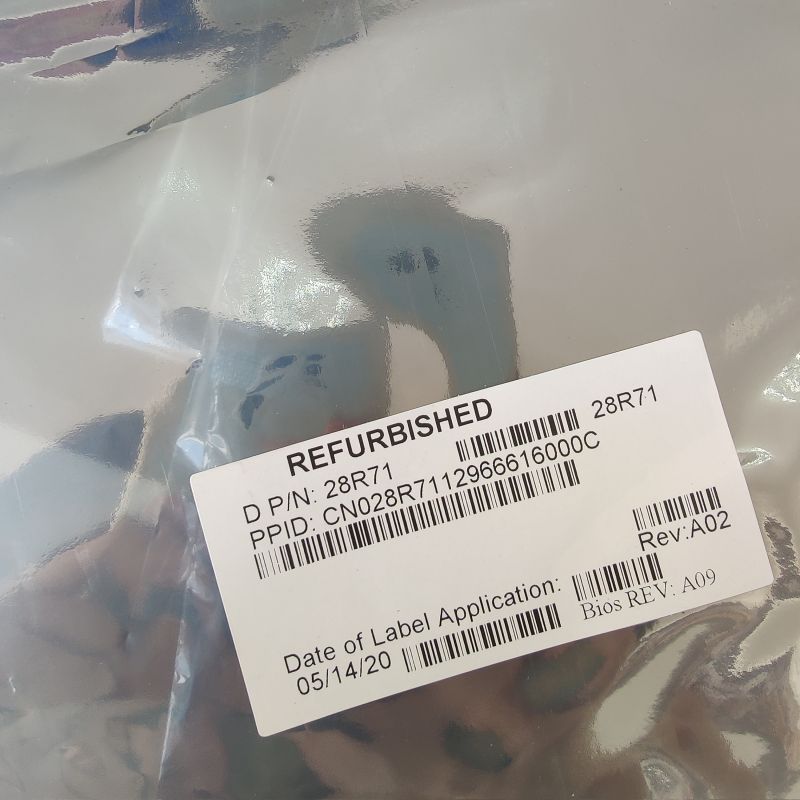 REFURBISHED
D P/N: 28R71 28R71
PPID: CN028R7112966616000C
Rev:A02
Date of Label Application:
05/14/20
Bios REV: A09